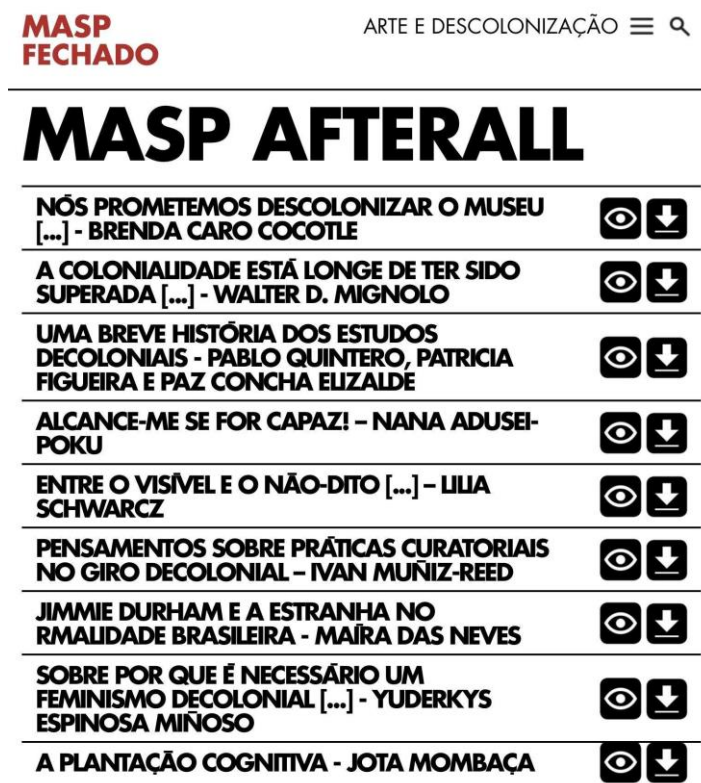 MASP
FECHADO
ARTE E DESCOLONIZAÇÃO
MASP AFTERALL
NÓS PROMETEMOS DESCOLONIZAR O MUSEU
[...] - BRENDA CARO COCOTLE
A COLONIALIDADE ESTÁ LONGE DE TER SIDO
SUPERADA [...] - WALTER D. MIGNOLO
UMA BREVE HISTÓRIA DOS ESTUDOS
DECOLONIAIS - PABLO QUINTERO, PATRICIA
FIGUEIRA E PAZ CONCHA ELIZALDE
ALCANCE-ME SE FOR CAPAZ! – NANA ADUSEI-
POKU
ENTRE O VISÍVEL E O NÃO-DITO [...] – LILIA
SCHWARCZ
PENSAMENTOS SOBRE PRÁTICAS CURATORIAIS
NO GIRO DECOLONIAL – IVAN MUÑIZ-REED
JIMMIE DURHAM E A ESTRANHA NO
RMALIDADE BRASILEIRA - MAÍRA DAS NEVES
SOBRE POR QUE É NECESSÁRIO UM
FEMINISMO DECOLONIAL [...] - YUDERKYS
ESPINOSA MIÑOSO
A PLANTAÇÃO COGNITIVA - JOTA MOMBAÇA